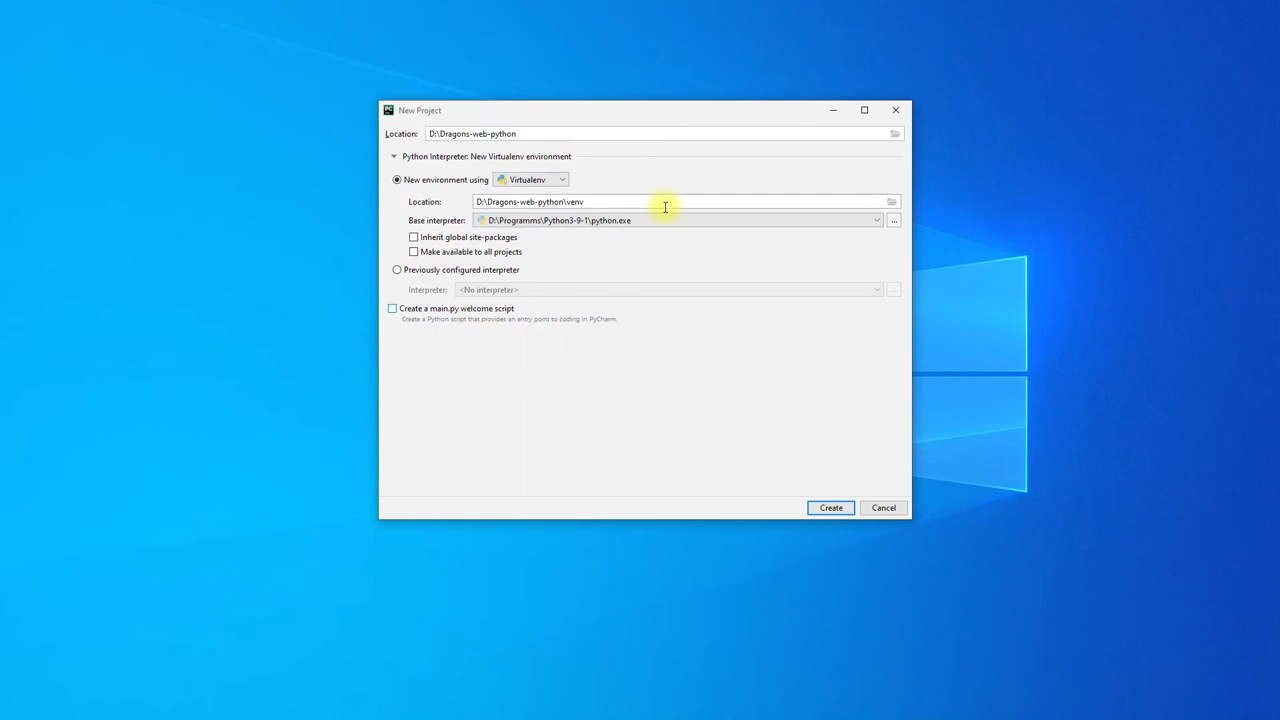 New Project
Location: D:\Dragons-web-python
Python Interpreter: New Virtualenv environment
New environment using Virtualenv
Location: D:\Dragons-web-python\venv
Base interpreter: D:\Programms\Python3-9-1\python.exe ...
Inherit global site-packages
Make available to all projects
Previously configured interpreter
Interpreter: <No interpreter> ...
Create a main.py welcome script
Create a Python script that provides an entry point to coding in PyCharm.
Create Cancel